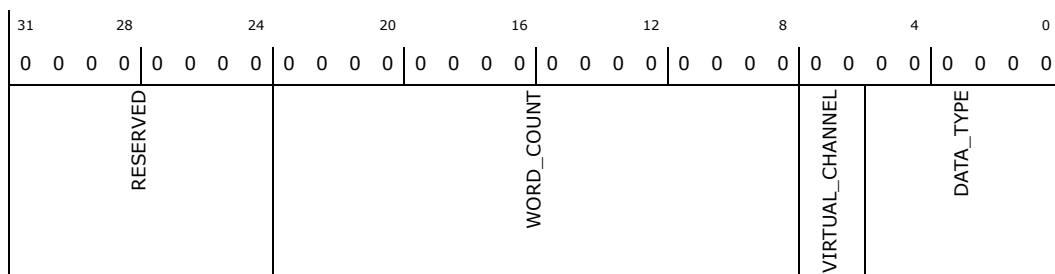 31 28 24 20 16 12 8 4 0
0 0 0 0 0 0 0 0 0 0 0 0 0 0 0 0 0 0 0 0 0 0 0 0 0 0 0 0 0 0 0 0
RESERVED
WORD_COUNT
VIRTUAL_CHANNEL
DATA_TYPE